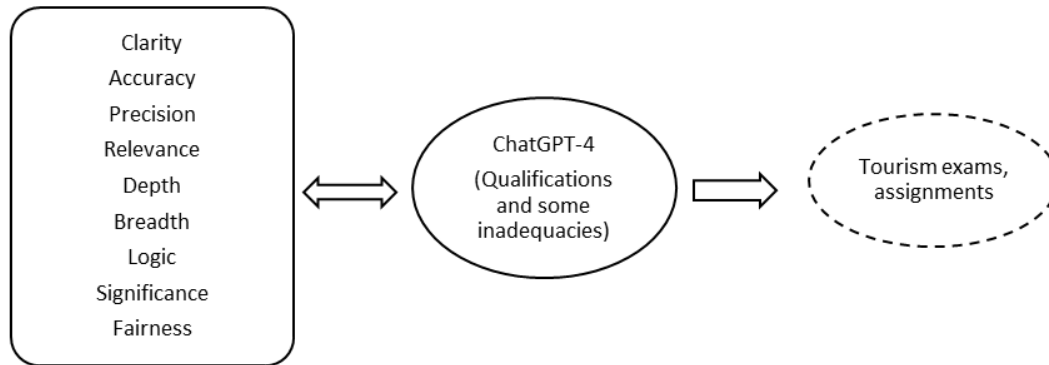 Clarity
Accuracy
Precision
Relevance
Depth
Breadth
Logic
Significance
Fairness
ChatGPT-4
(Qualifications
and some
inadequacies)
Tourism exams,
assignments